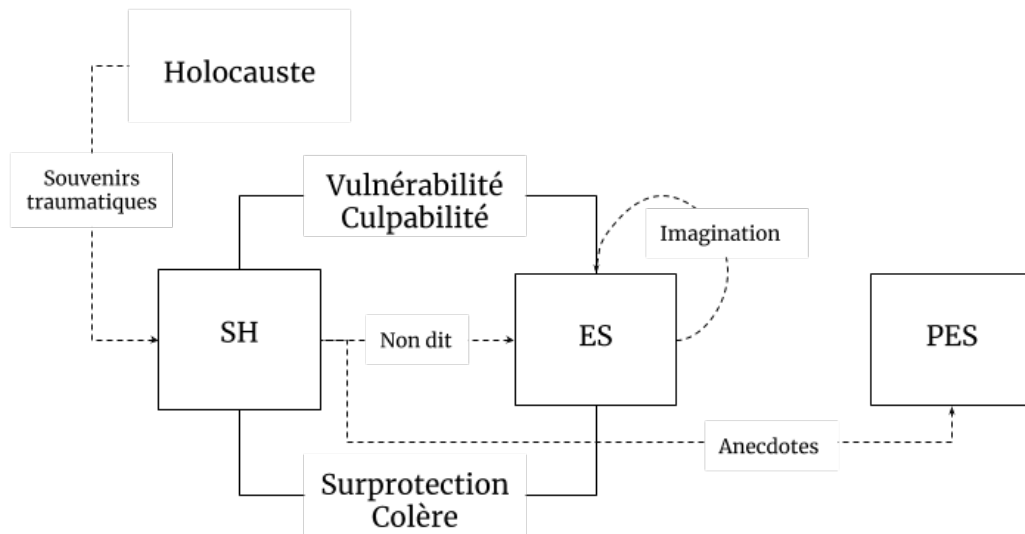 Holocauste
Souvenirs
traumatiques
Vulnérabilité
Culpabilité
Imagination
SH
Non dit
ES
PES
Anecdotes
Surprotection
Colère